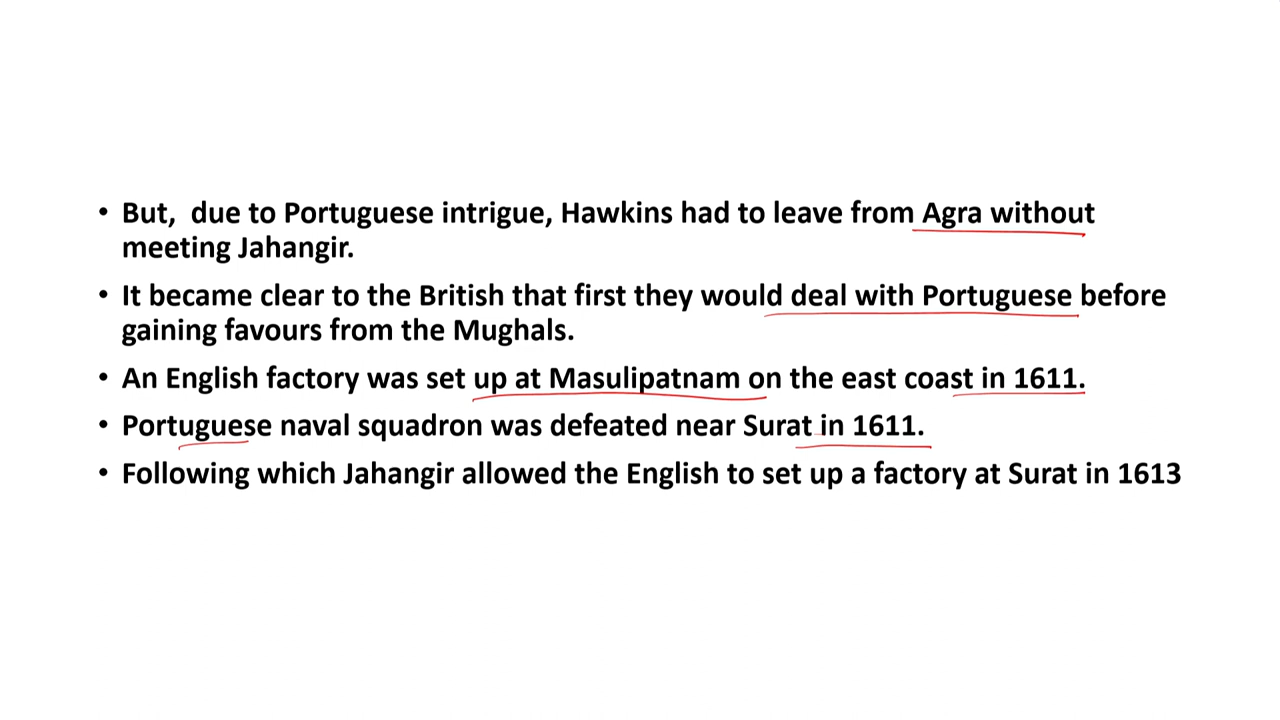 • But,  due to Portuguese intrigue, Hawkins had to leave from Agra without
meeting Jahangir.
• It became clear to the British that first they would deal with Portuguese before
gaining favours from the Mughals.
• An English factory was set up at Masulipatnam on the east coast in 1611.
• Portuguese naval squadron was defeated near Surat in 1611.
• Following which Jahangir allowed the English to set up a factory at Surat in 1613